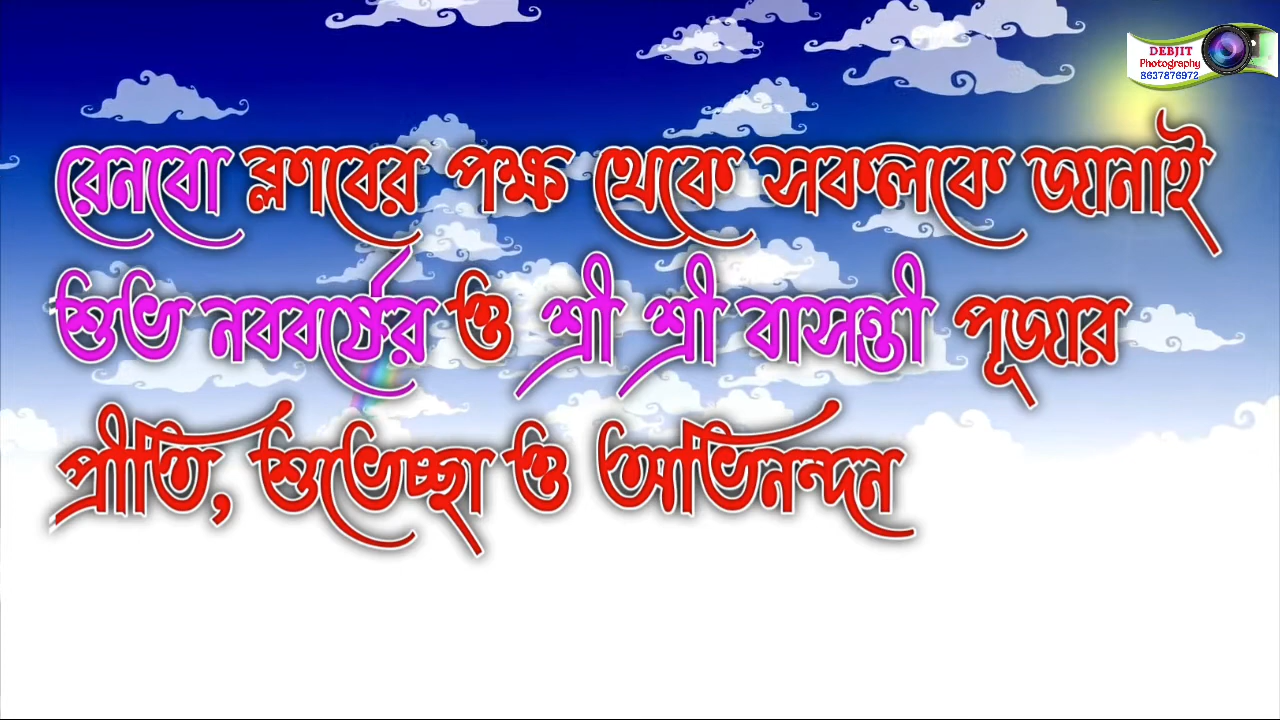 DEBJIT
Photography
8637876972
রেনবো ক্লাবের পক্ষ থেকে সকলকে জানাই
শুভ নববর্ষের ও শ্রী শ্রী বাসন্তী পূজার
প্রীতি, শুভেচ্ছা ও অভিনন্দন